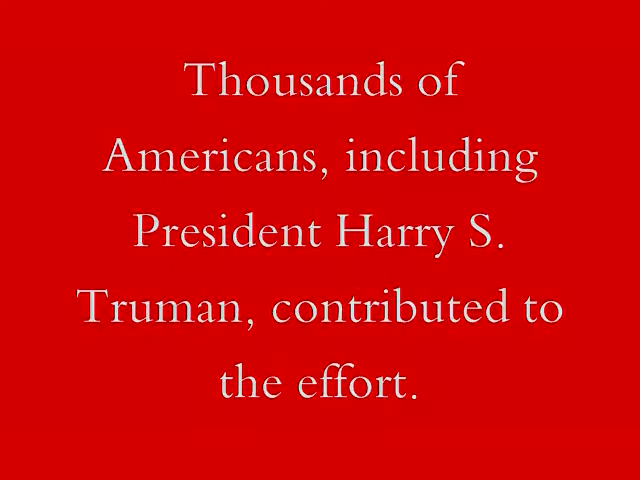 Thousands of
Americans, including
President Harry S.
Truman, contributed to
the effort.